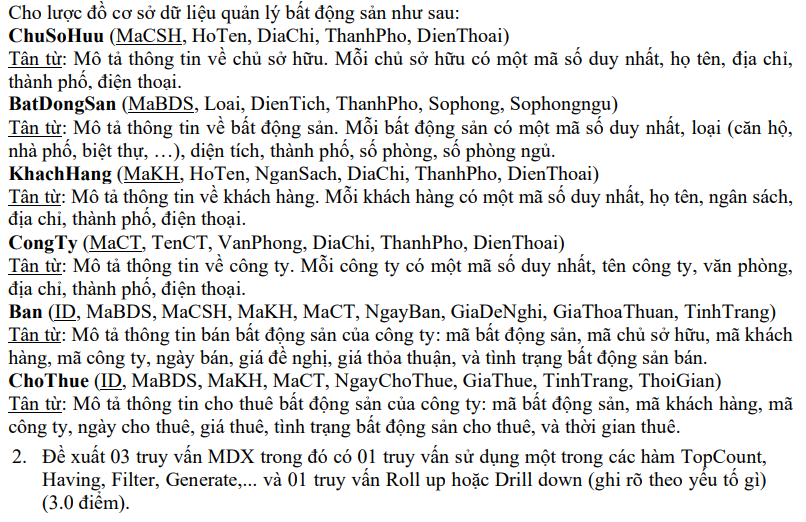 Cho lược đồ cơ sở dữ liệu quản lý bất động sản như sau:
ChuSoHuu (MaCSH, HoTen, DiaChi, ThanhPho, DienThoai)
Tân từ: Mô tả thông tin về chủ sở hữu. Mỗi chủ sở hữu có một mã số duy nhất, họ tên, địa chỉ,
thành phố, điện thoại.
BatDongSan (MaBDS, Loai, DienTich, ThanhPho, Sophong, Sophongngu)
Tân từ: Mô tả thông tin về bất động sản. Mỗi bất động sản có một mã số duy nhất, loại (căn hộ,
nhà phố, biệt thự, …), diện tích, thành phố, số phòng, số phòng ngủ.
KhachHang (MaKH, HoTen, NganSach, DiaChi, ThanhPho, DienThoai)
Tân từ: Mô tả thông tin về khách hàng. Mỗi khách hàng có một mã số duy nhất, họ tên, ngân sách,
địa chỉ, thành phố, điện thoại.
CongTy (MaCT, TenCT, VanPhong, DiaChi, ThanhPho, DienThoai)
Tân từ: Mô tả thông tin về công ty. Mỗi công ty có một mã số duy nhất, tên công ty, văn phòng,
địa chỉ, thành phố, điện thoại.
Ban (ID, MaBDS, MaCSH, MaKH, MaCT, NgayBan, GiaDeNghi, GiaThoaThuan, TinhTrang)
Tân từ: Mô tả thông tin bán bất động sản của công ty: mã bất động sản, mã chủ sở hữu, mã khách
hàng, mã công ty, ngày bán, giá đề nghị, giá thỏa thuận, và tình trạng bất động sản bán.
ChoThue (ID, MaBDS, MaKH, MaCT, NgayChoThue, GiaThue, TinhTrang, ThoiGian)
Tân từ: Mô tả thông tin cho thuê bất động sản của công ty: mã bất động sản, mã khách hàng, mã
công ty, ngày cho thuê, giá thuê, tình trạng bất động sản cho thuê, và thời gian thuê.
2. Đề xuất 03 truy vấn MDX trong đó có 01 truy vấn sử dụng một trong các hàm TopCount,
Having, Filter, Generate,... và 01 truy vấn Roll up hoặc Drill down (ghi rõ theo yếu tố gì)
(3.0 điểm).